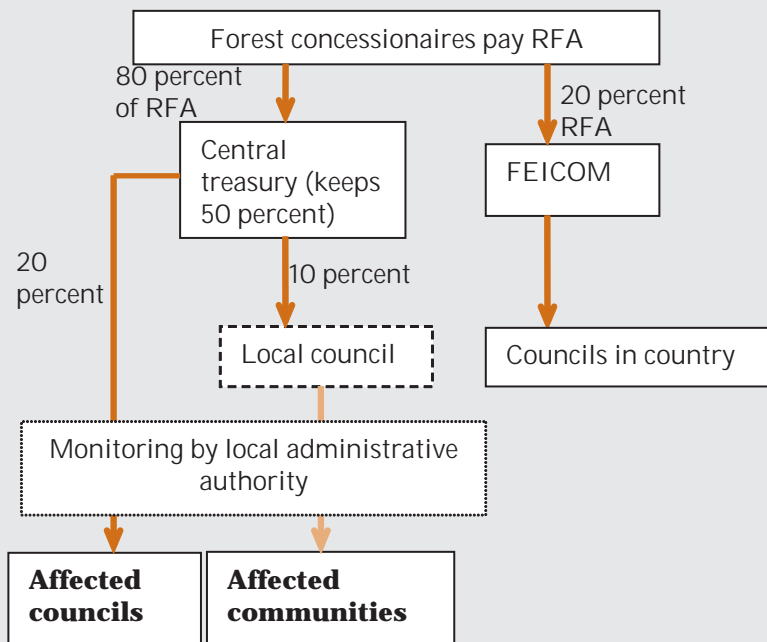 Forest concessionaires pay RFA
80 percent
of RFA
20 percent
RFA
Central
treasury (keeps
50 percent)
FEICOM
20
percent
10 percent
Local council
Councils in country
Monitoring by local administrative
authority
Affected
councils
Affected
communities